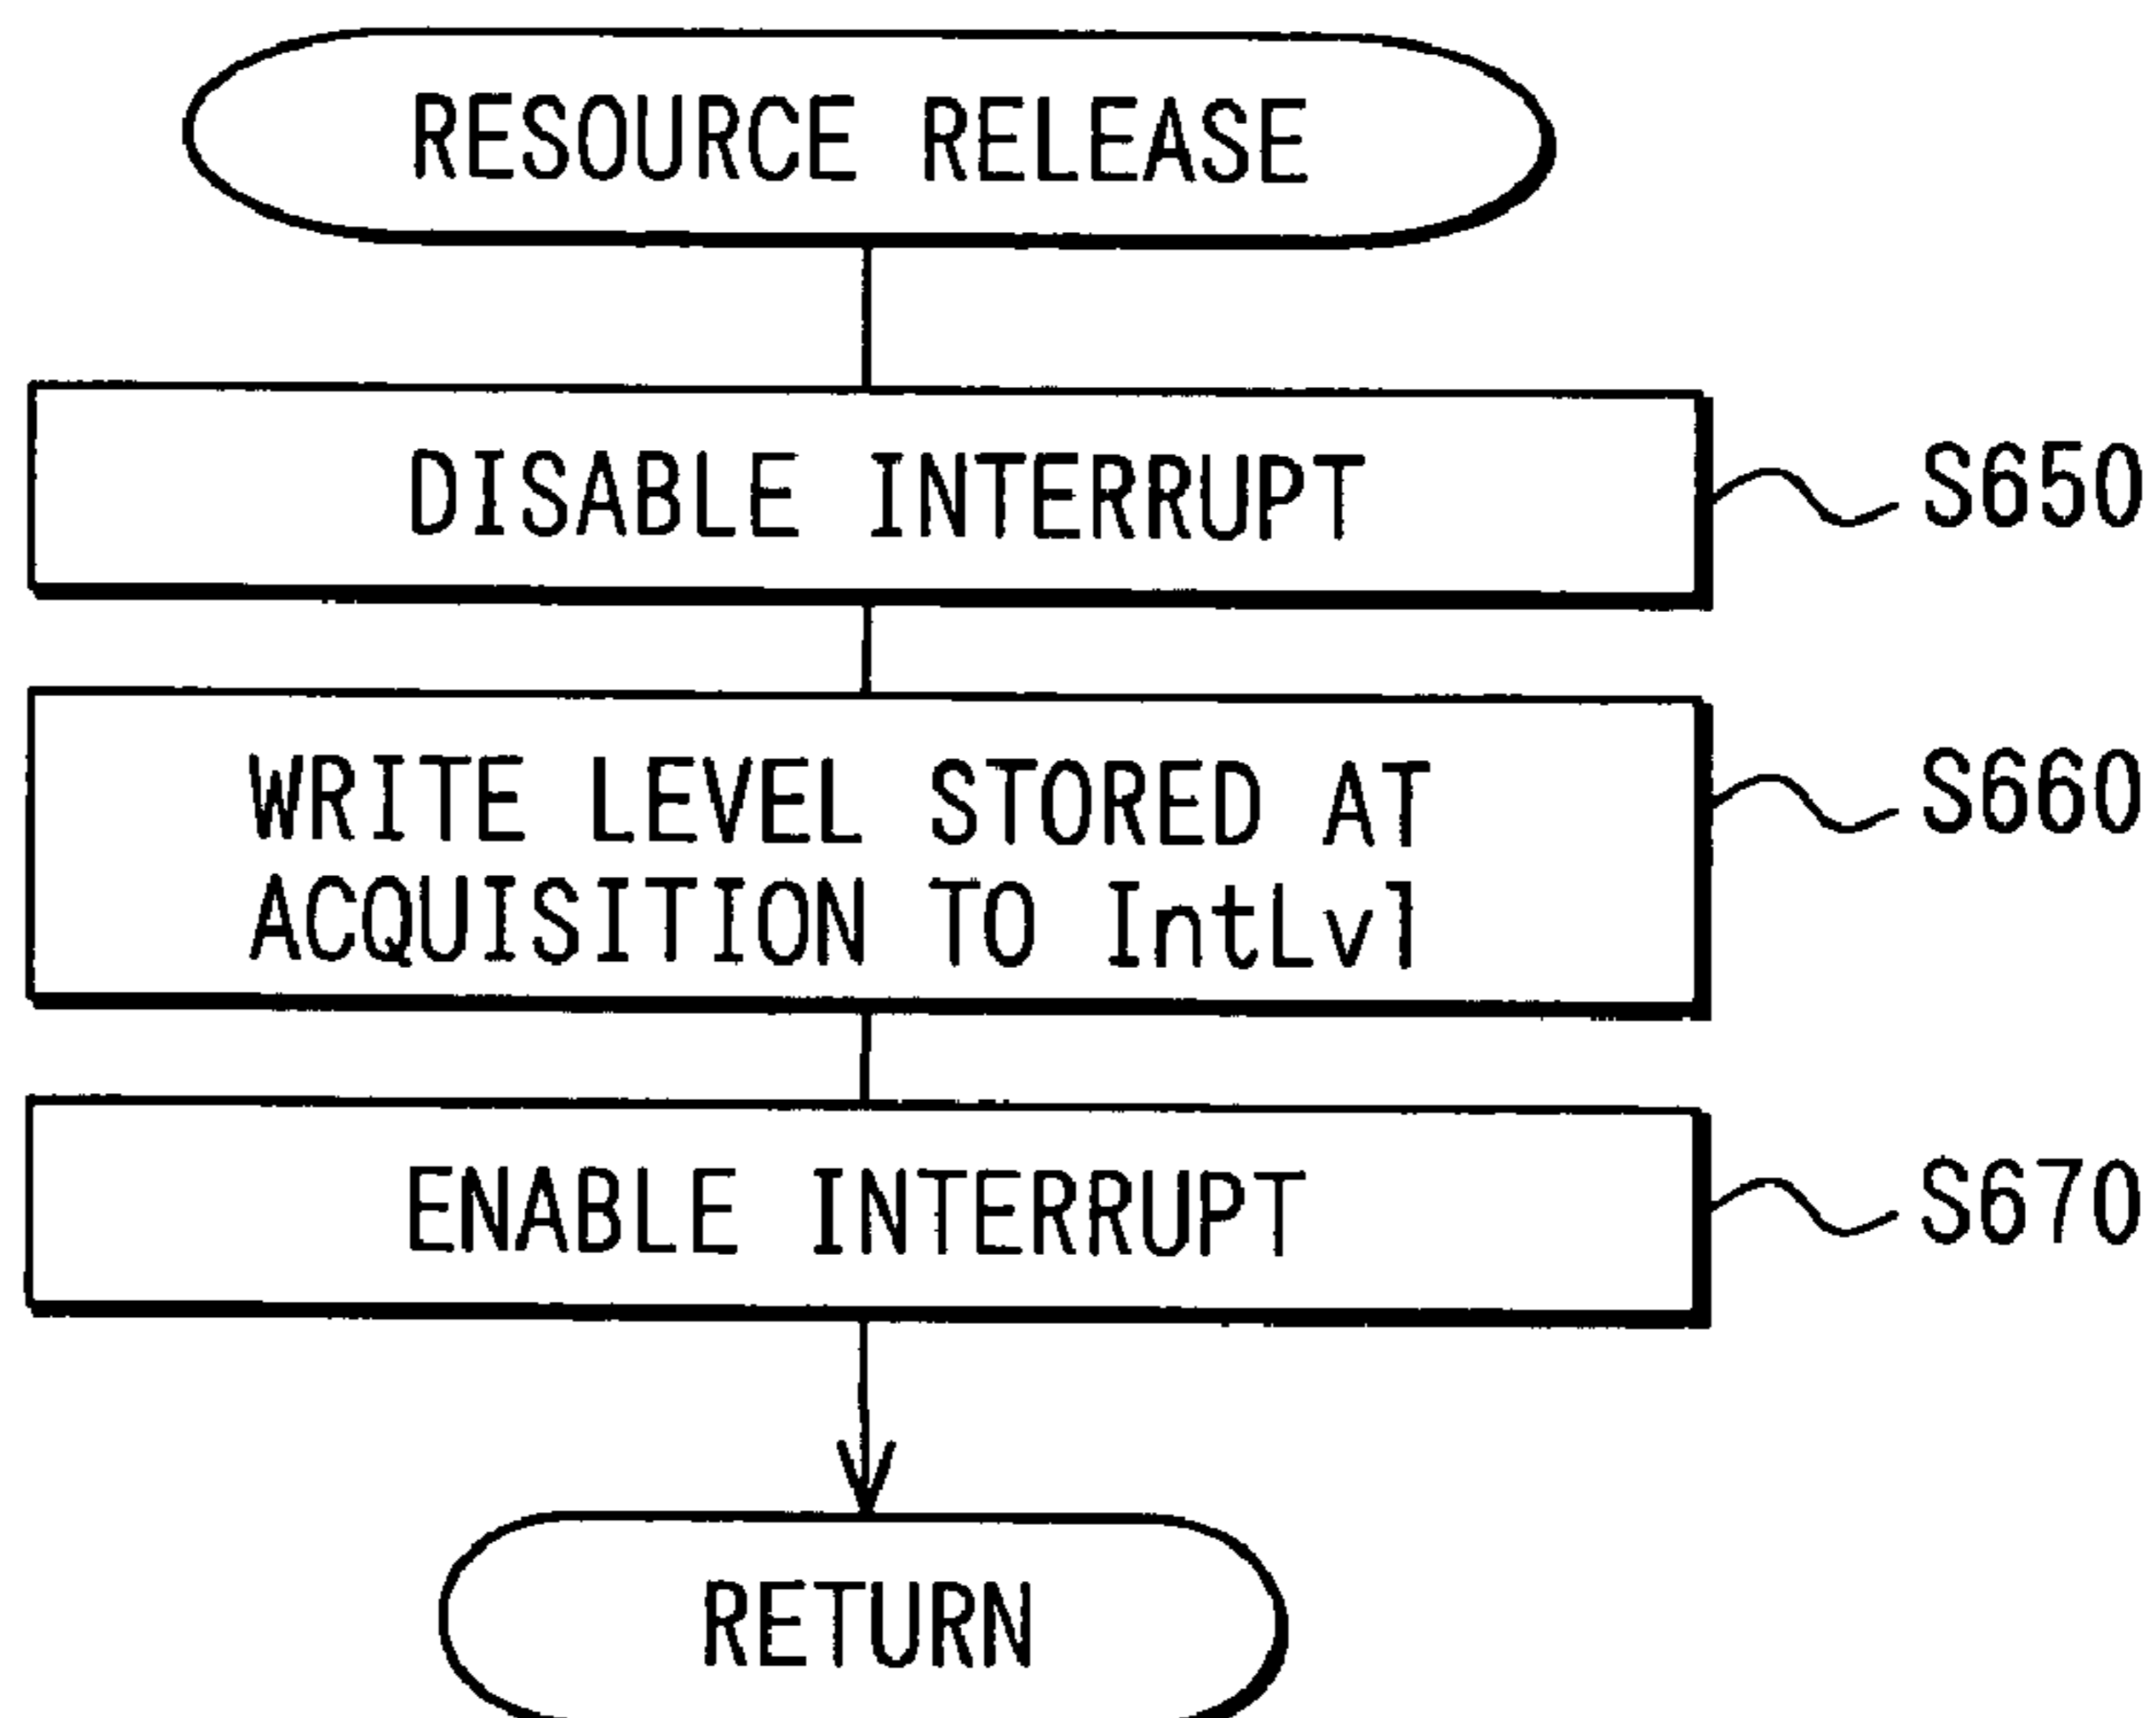 RESOURCE RELEASE
DISABLE INTERRUPT
S650
WRITE LEVEL STORED AT
S660
ACQUISITION TO IntLvl
ENABLE INTERRUPT
S670
RETURN